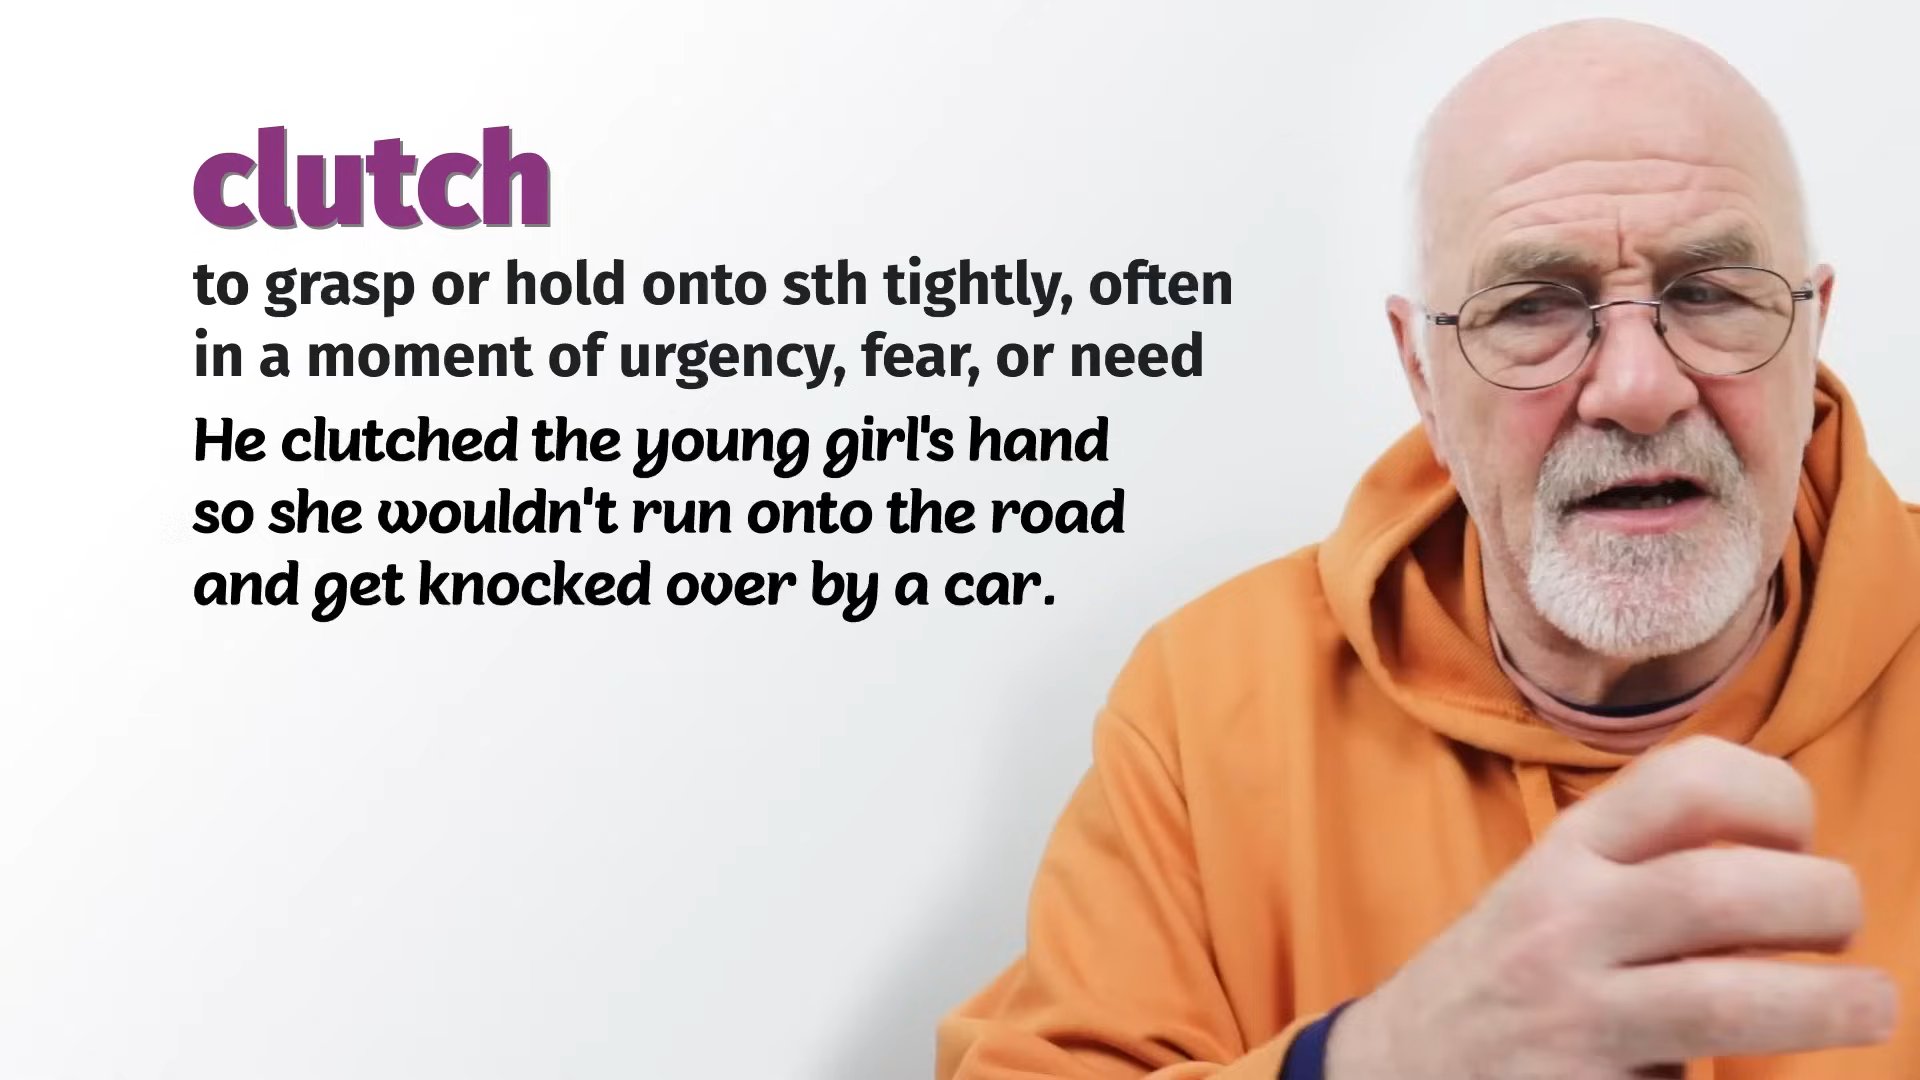 clutch
to grasp or hold onto sth tightly, often
in a moment of urgency, fear, or need
He clutched the young girl's hand
so she wouldn't run onto the road
and get knocked over by a car.